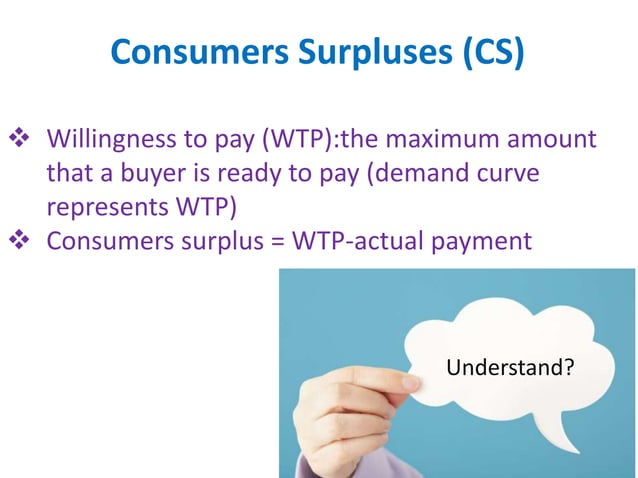 Consumers Surpluses (CS)
❖ Willingness to pay (WTP):the maximum amount
that a buyer is ready to pay (demand curve
represents WTP)
❖ Consumers surplus = WTP-actual payment
Understand?